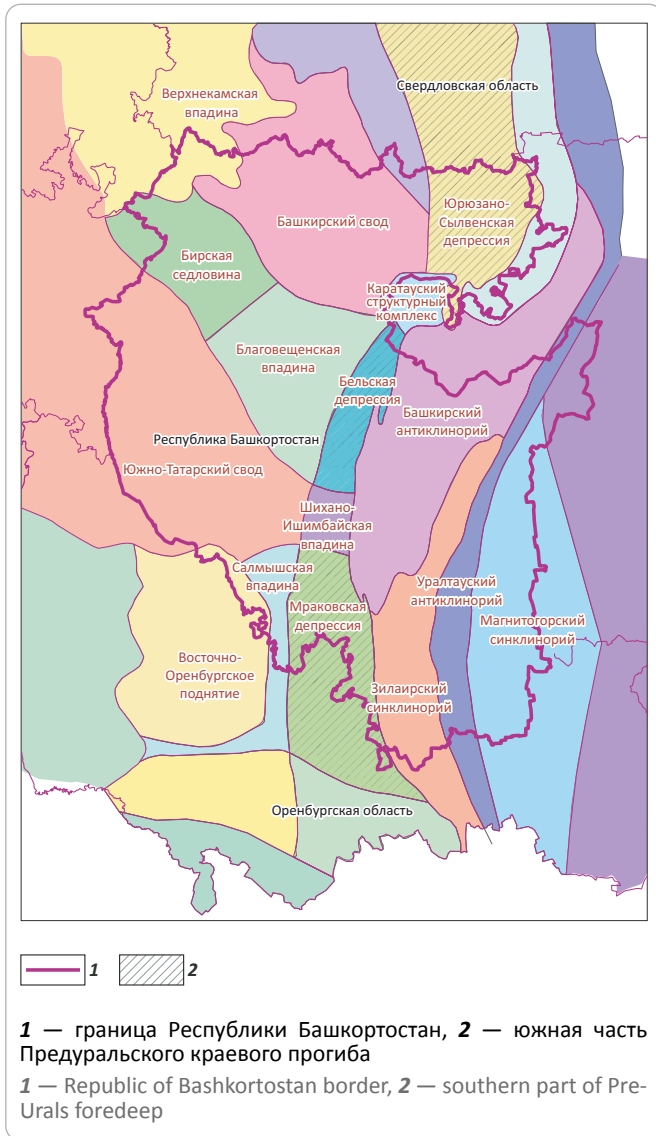 Верхнекамская
впадина
Свердловская область
Юрюзано-
Сылвенская
депрессия
Башкирский свод
Бирская
седловина
Каратауский
структурный
комплекс
Благовещенская
впадина
Бельская
депрессия
Башкирский
антиклинорий
Республика Башкортостан
Южно-Татарский свод
Шихано-
Ишимбайская
впадина
Салмышская
впадина
Мраковская
депрессия
Уралтауский
антиклинорий
Магнитогорский
синклинорий
Восточно-
Оренбургское
поднятие
Зилаирский
синклинорий
Оренбургская область
1
2
1 — граница Республики Башкортостан, 2 — южная часть
Предуральского краевого прогиба
1 — Republic of Bashkortostan border, 2 — southern part of Pre-
Urals foredeep